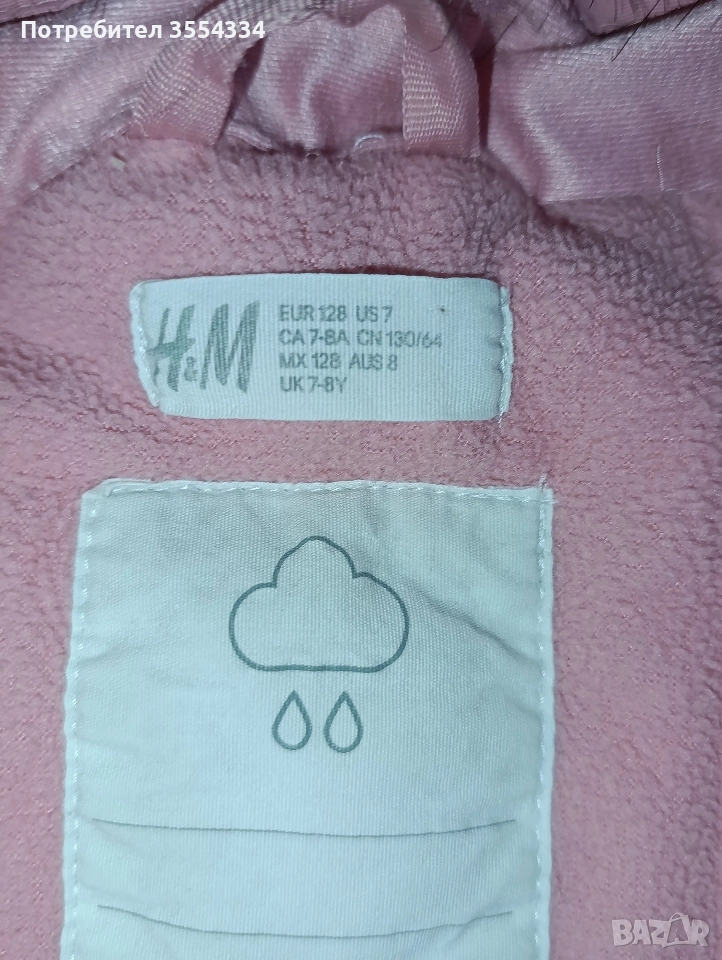 Потребител 3554334
H&M
EUR 128 US 7
CA 7-8A CN 130/64
MX 128 AUS 8
UK 7-8Y
BAZAR